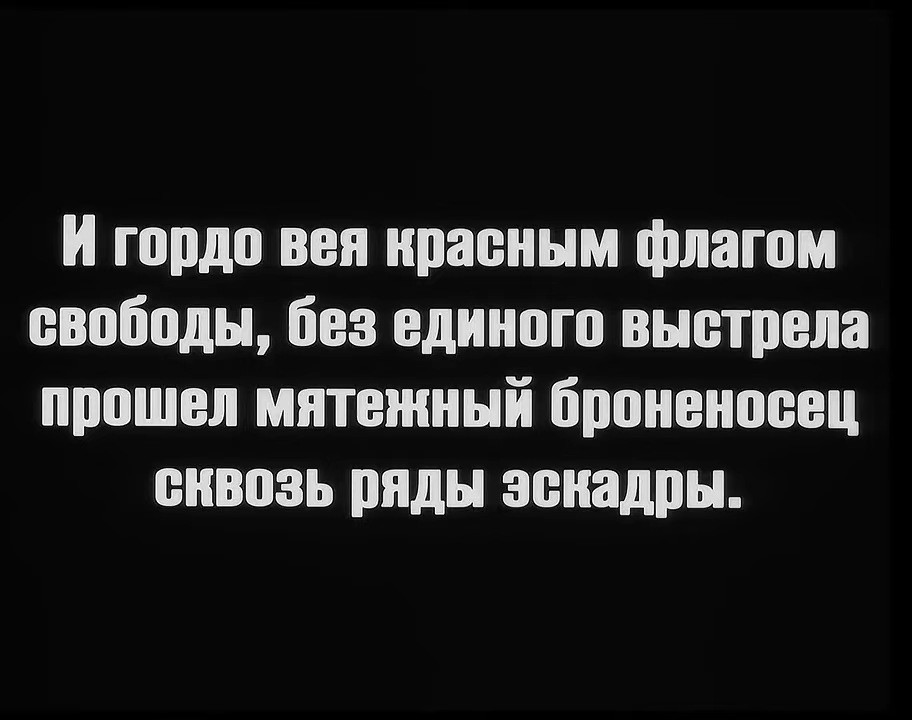 И гордо вея красным флагом
свободы, без единого выстрела
прошел мятежный броненосец
сквозь ряды эскадры.